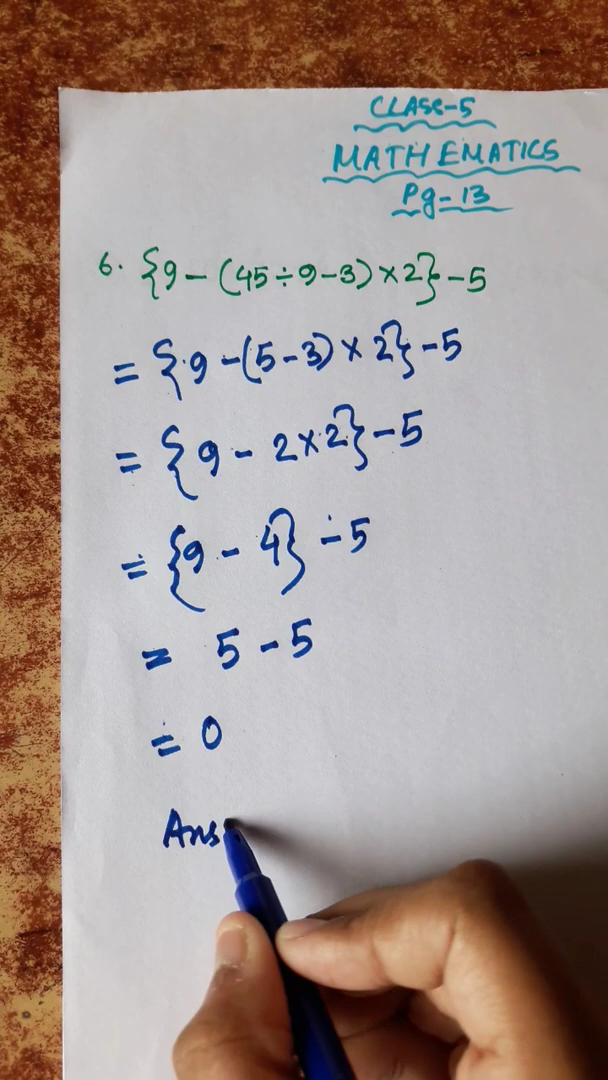 CLASS-5
MATHEMATICS
Pg-13
6. {9-(45÷9-3)×2}-5
= {9-(5-3)×2}-5
= {9-2×2}-5
= {9-4}-5
= 5-5
= 0
Ans